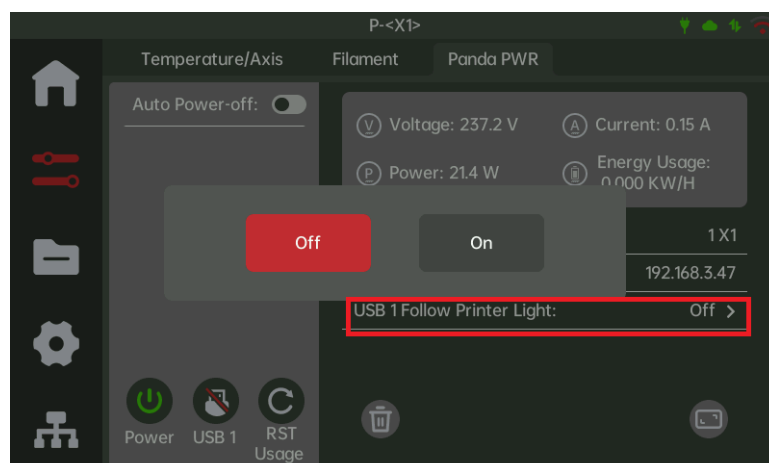 P-<X1>
Temperature/Axis Filament Panda PWR
Auto Power-off:
V Voltage: 237.2 V A Current: 0.15 A
P Power: 21.4 W Energy Usage:
0.000 KW/H
Off On
1 X1
192.168.3.47
USB 1 Follow Printer Light: Off >
Power USB 1 RST
Usage